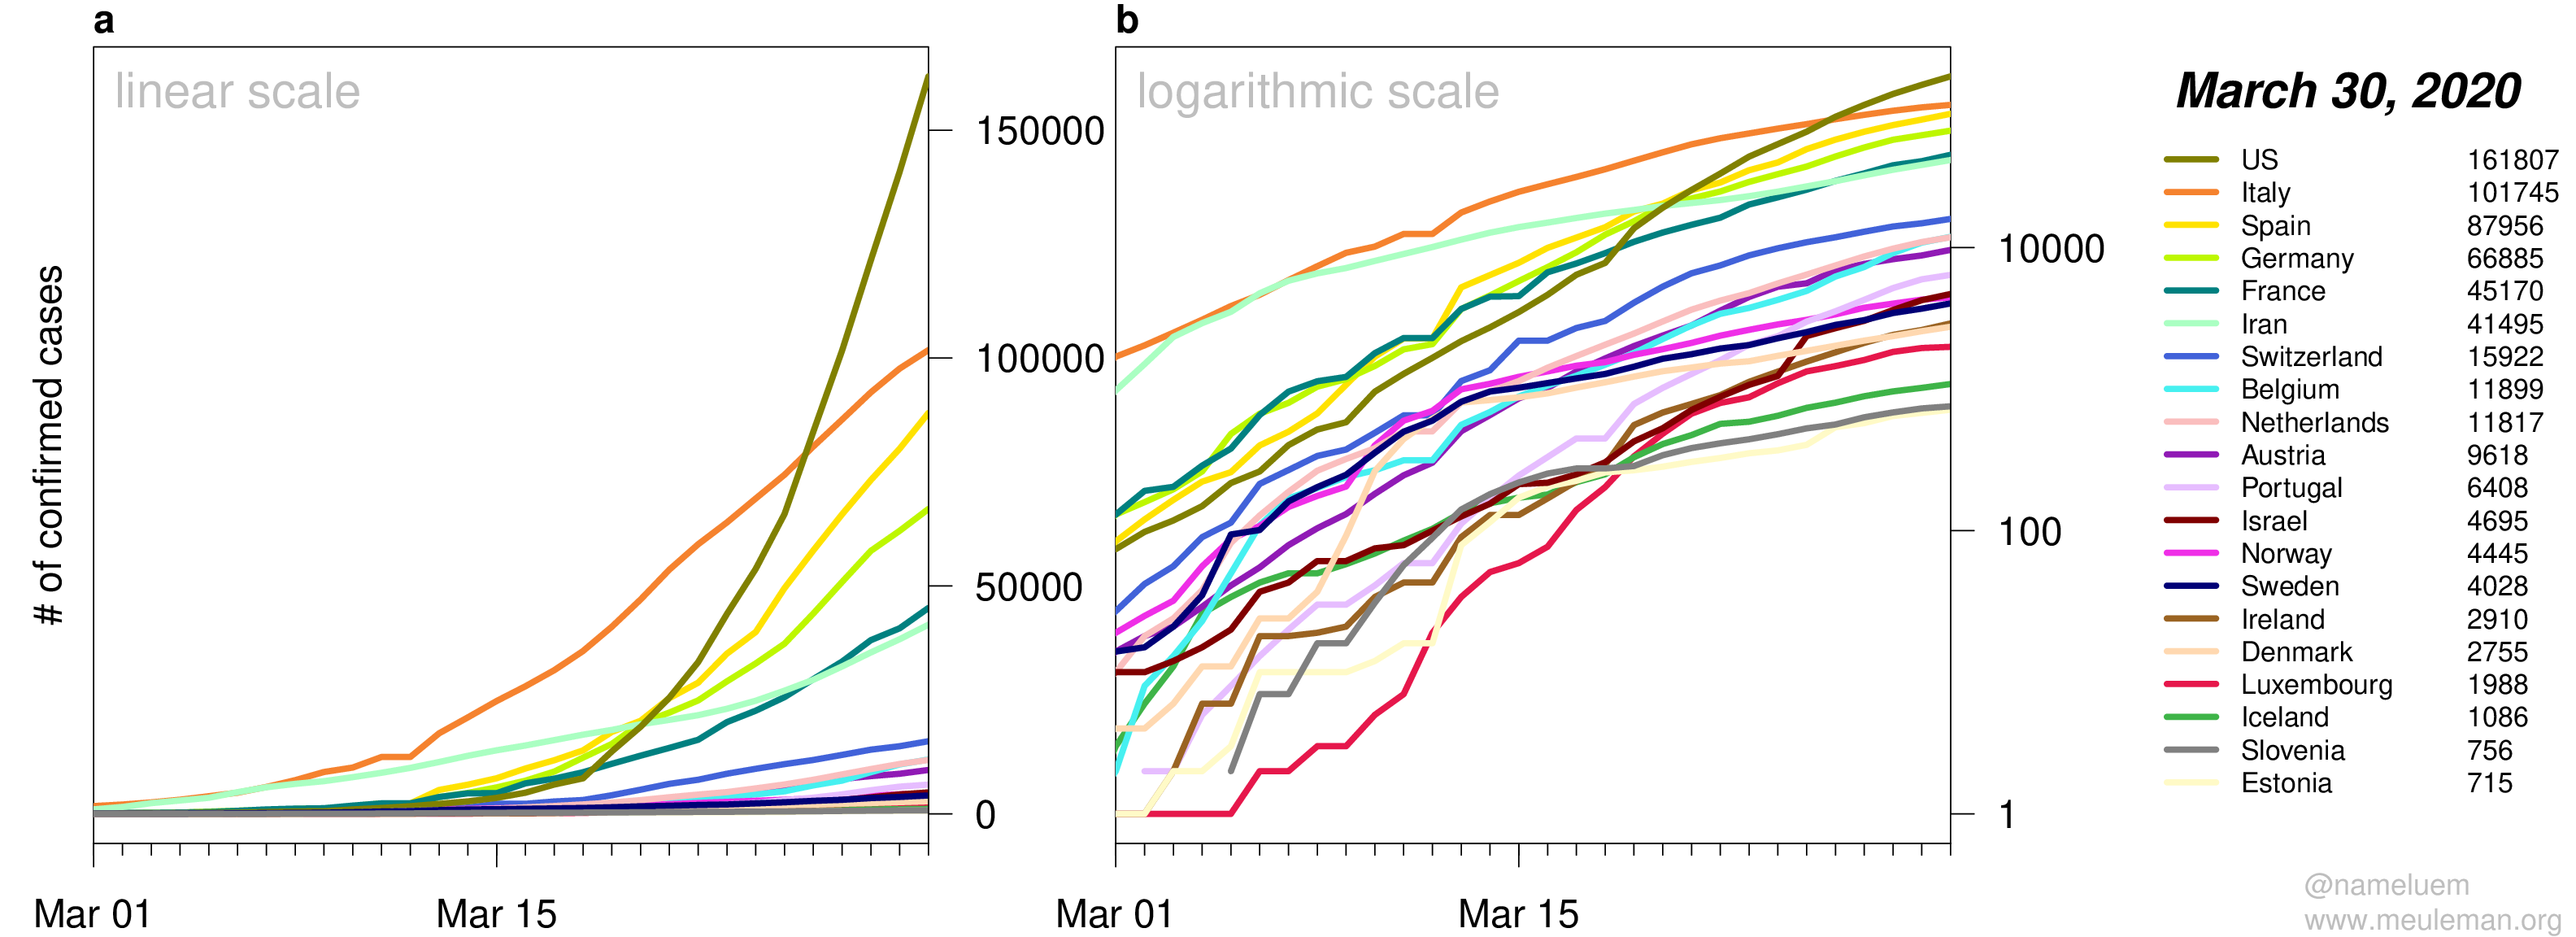 a
linear scale
# of confirmed cases
150000
100000
50000
0
Mar 01
Mar 15
b
logarithmic scale
10000
100
1
Mar 01
Mar 15
March 30, 2020
US 161807
Italy 101745
Spain 87956
Germany 66885
France 45170
Iran 41495
Switzerland 15922
Belgium 11899
Netherlands 11817
Austria 9618
Portugal 6408
Israel 4695
Norway 4445
Sweden 4028
Ireland 2910
Denmark 2755
Luxembourg 1988
Iceland 1086
Slovenia 756
Estonia 715
@nameluem
www.meuleman.org